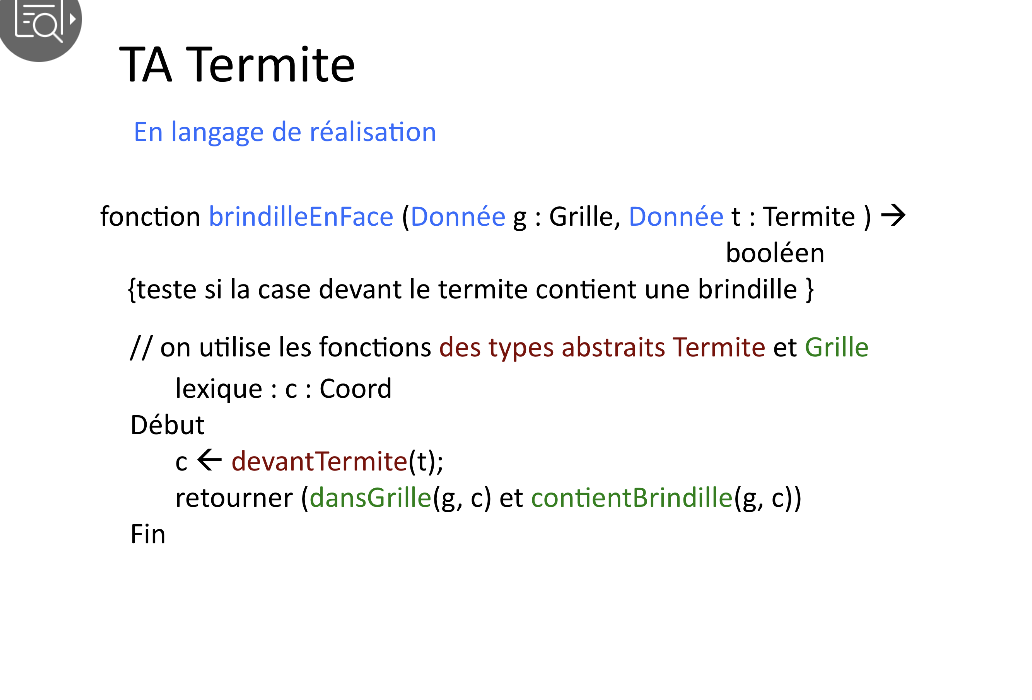 TA Termite
En langage de réalisation
fonction brindilleEnFace (Donnée g : Grille, Donnée t : Termite ) →
booléen
{teste si la case devant le termite contient une brindille }
// on utilise les fonctions des types abstraits Termite et Grille
lexique : c : Coord
Début
c ← devantTermite(t);
retourner (dansGrille(g, c) et contientBrindille(g, c))
Fin